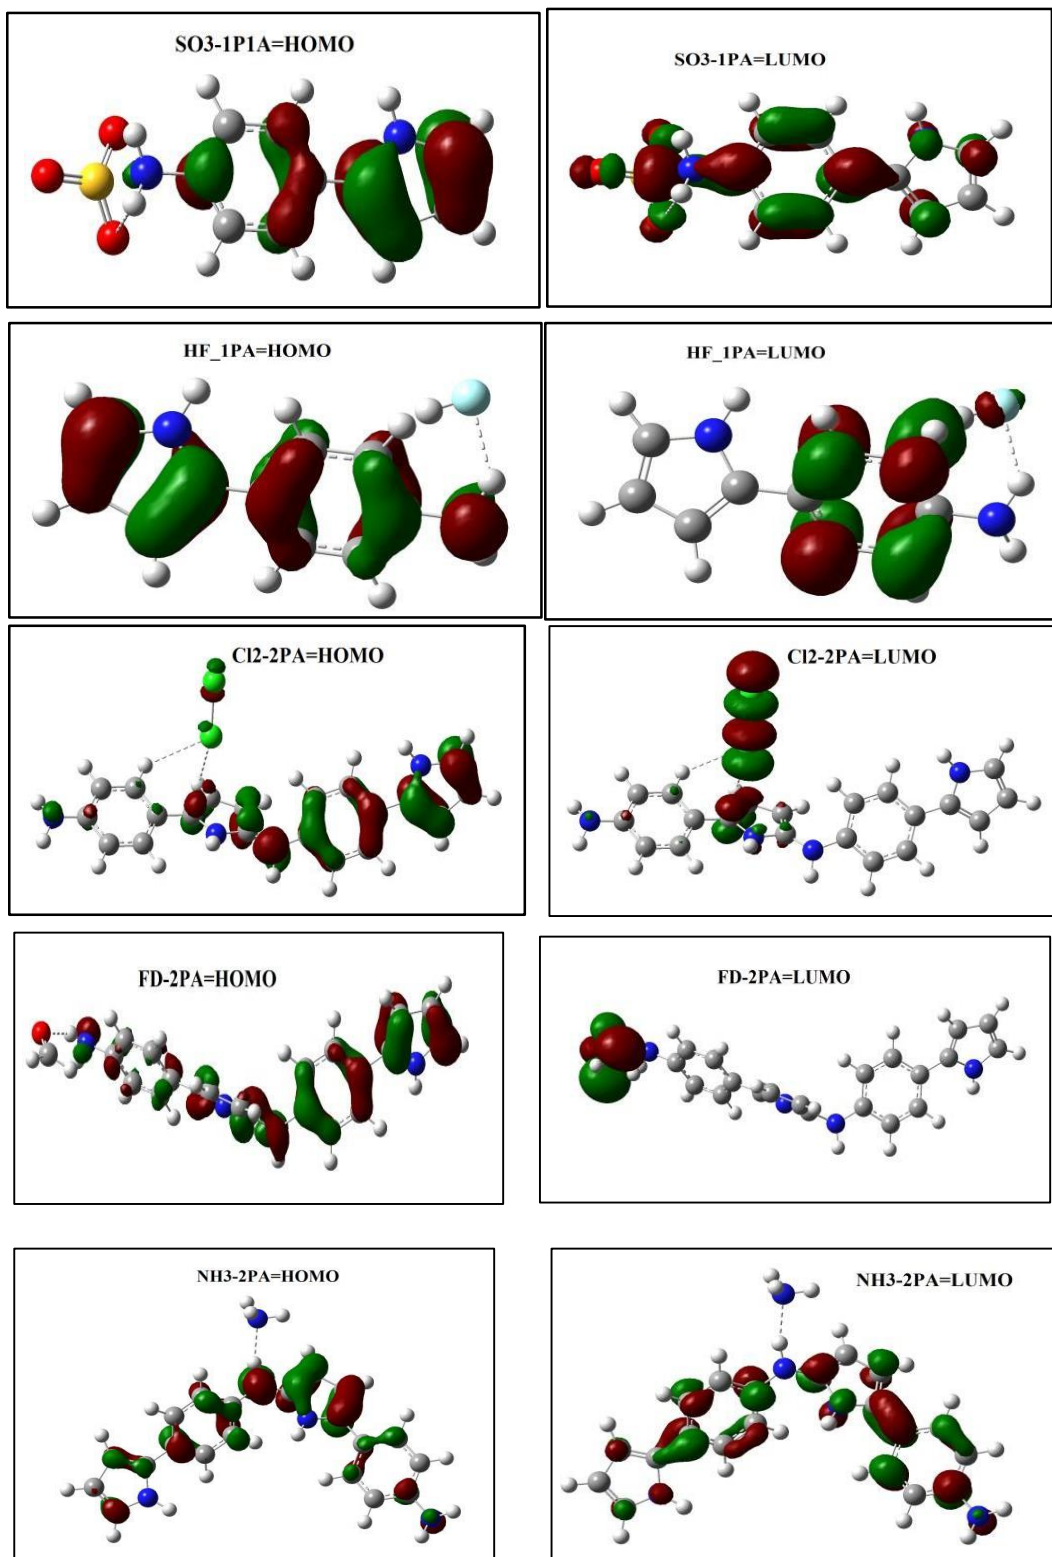 SO3-1P1A=HOMO
SO3-1PA=LUMO
HF_1PA=HOMO
HF_1PA=LUMO
Cl2-2PA=HOMO
Cl2-2PA=LUMO
FD-2PA=HOMO
FD-2PA=LUMO
NH3-2PA=HOMO
NH3-2PA=LUMO